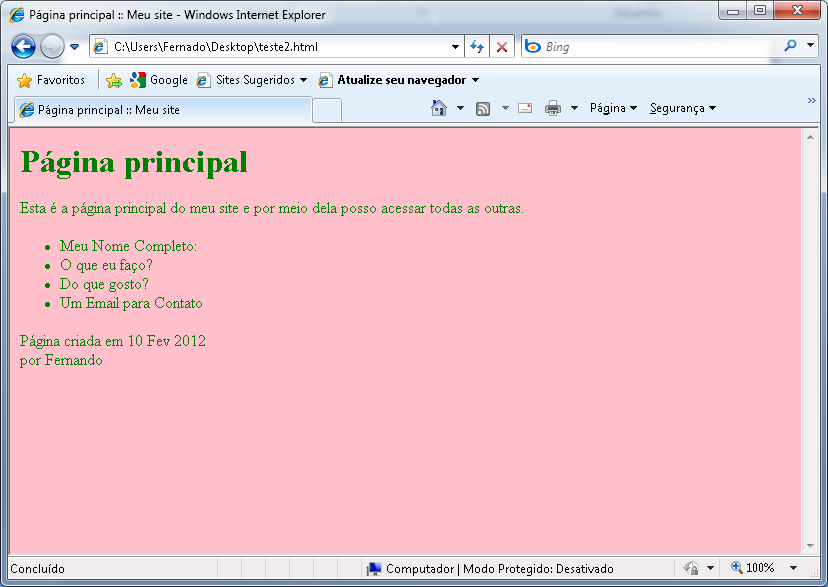 Página principal :: Meu site - Windows Internet Explorer
C:\Users\Fernado\Desktop\teste2.html
Bing
Favoritos
Google
Sites Sugeridos
Atualize seu navegador
Página principal :: Meu site
Página
Segurança
»
Página principal
Esta é a página principal do meu site e por meio dela posso acessar todas as outras.
• Meu Nome Completo:
• O que eu faço?
• Do que gosto?
• Um Email para Contato
Página criada em 10 Fev 2012
por Fernando
Concluído
Computador | Modo Protegido: Desativado
100%